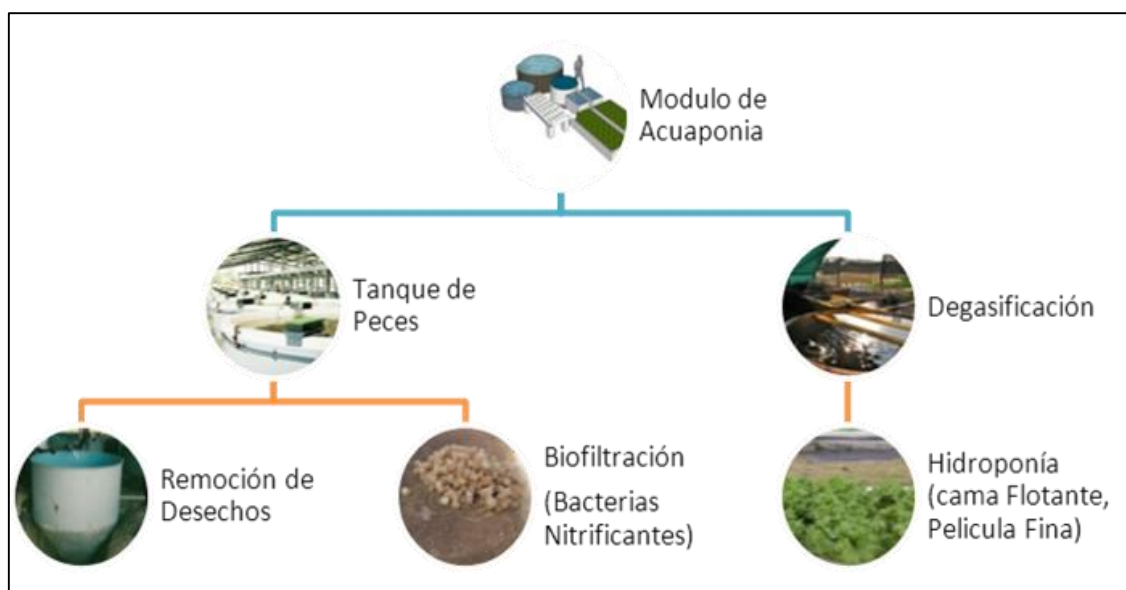 Modulo de
Acuaponia
Tanque de
Peces
Degasificación
Remoción de
Desechos
Biofiltración
(Bacterias
Nitrificantes)
Hidroponía
(cama Flotante,
Pelicula Fina)